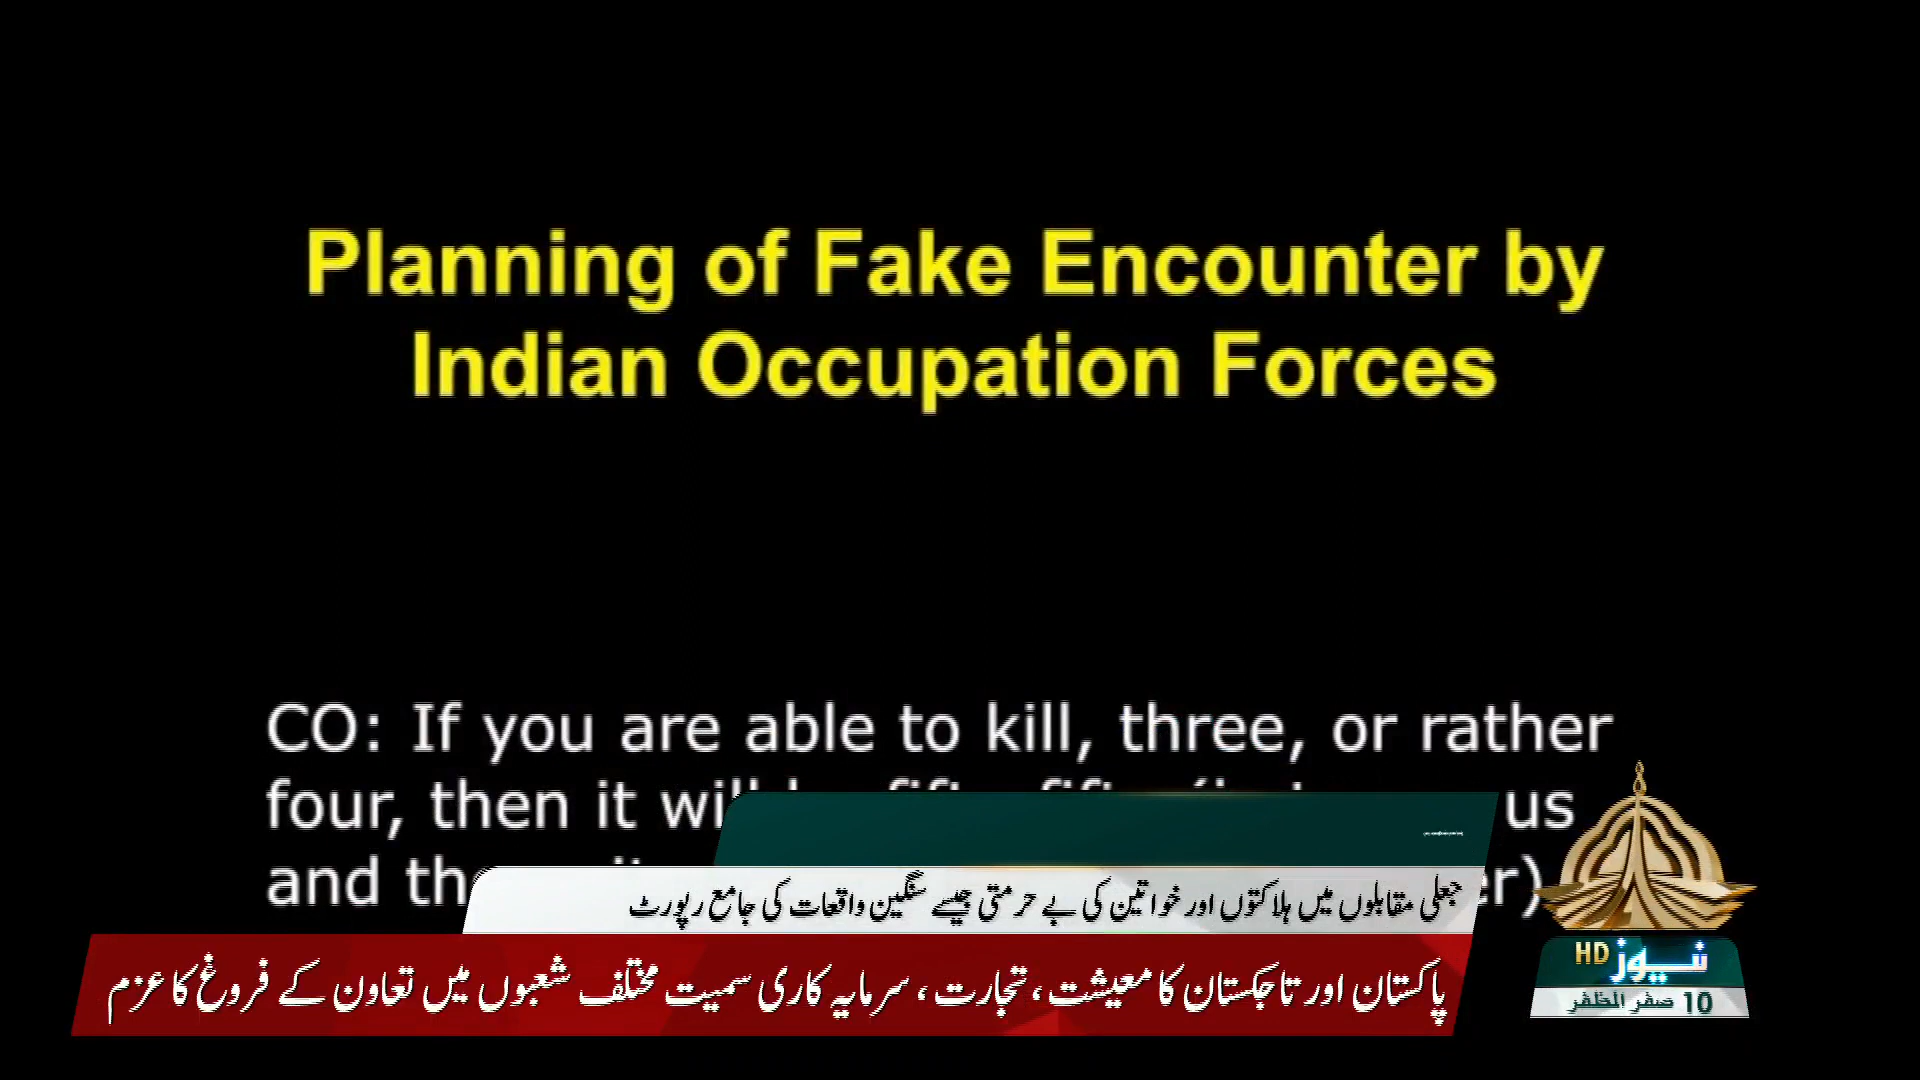 Planning of Fake Encounter by
Indian Occupation Forces
CO: If you are able to kill, three, or rather
four, then it will us
and
جعلی مقابلوں میں ہلاکتوں اور خواتین کی بے حرمتی جیسے سنگین واقعات کی جامع رپورٹ
پاکستان اور تاجکستان کا معیشت، تجارت، سرمایہ کاری سمیت مختلف شعبوں میں تعاون کے فروغ کا عزم
نیوز HD
10 صفر المظفر